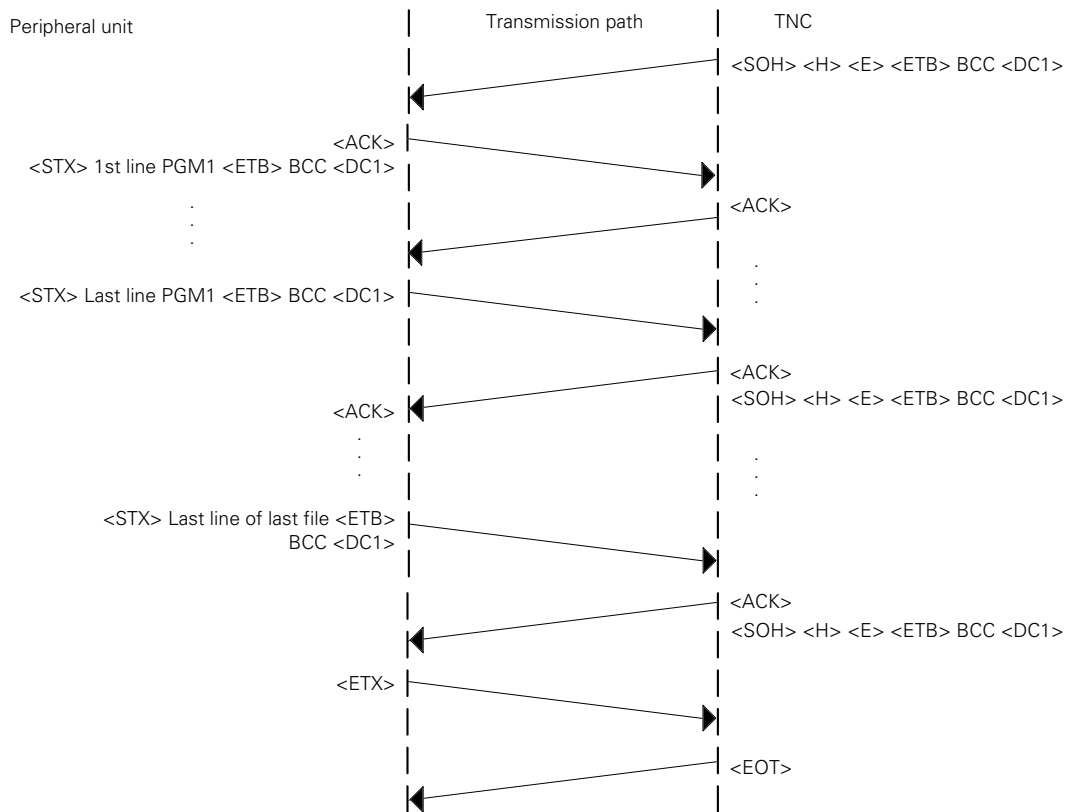 Peripheral unit
Transmission path
TNC
<SOH> <H> <E> <ETB> BCC <DC1>
<ACK>
<STX> 1st line PGM1 <ETB> BCC <DC1>
.
.
.
<ACK>
.
.
.
<STX> Last line PGM1 <ETB> BCC <DC1>
<ACK>
<SOH> <H> <E> <ETB> BCC <DC1>
<ACK>
.
.
.
.
.
.
<STX> Last line of last file <ETB>
BCC <DC1>
<ACK>
<SOH> <H> <E> <ETB> BCC <DC1>
<ETX>
<EOT>